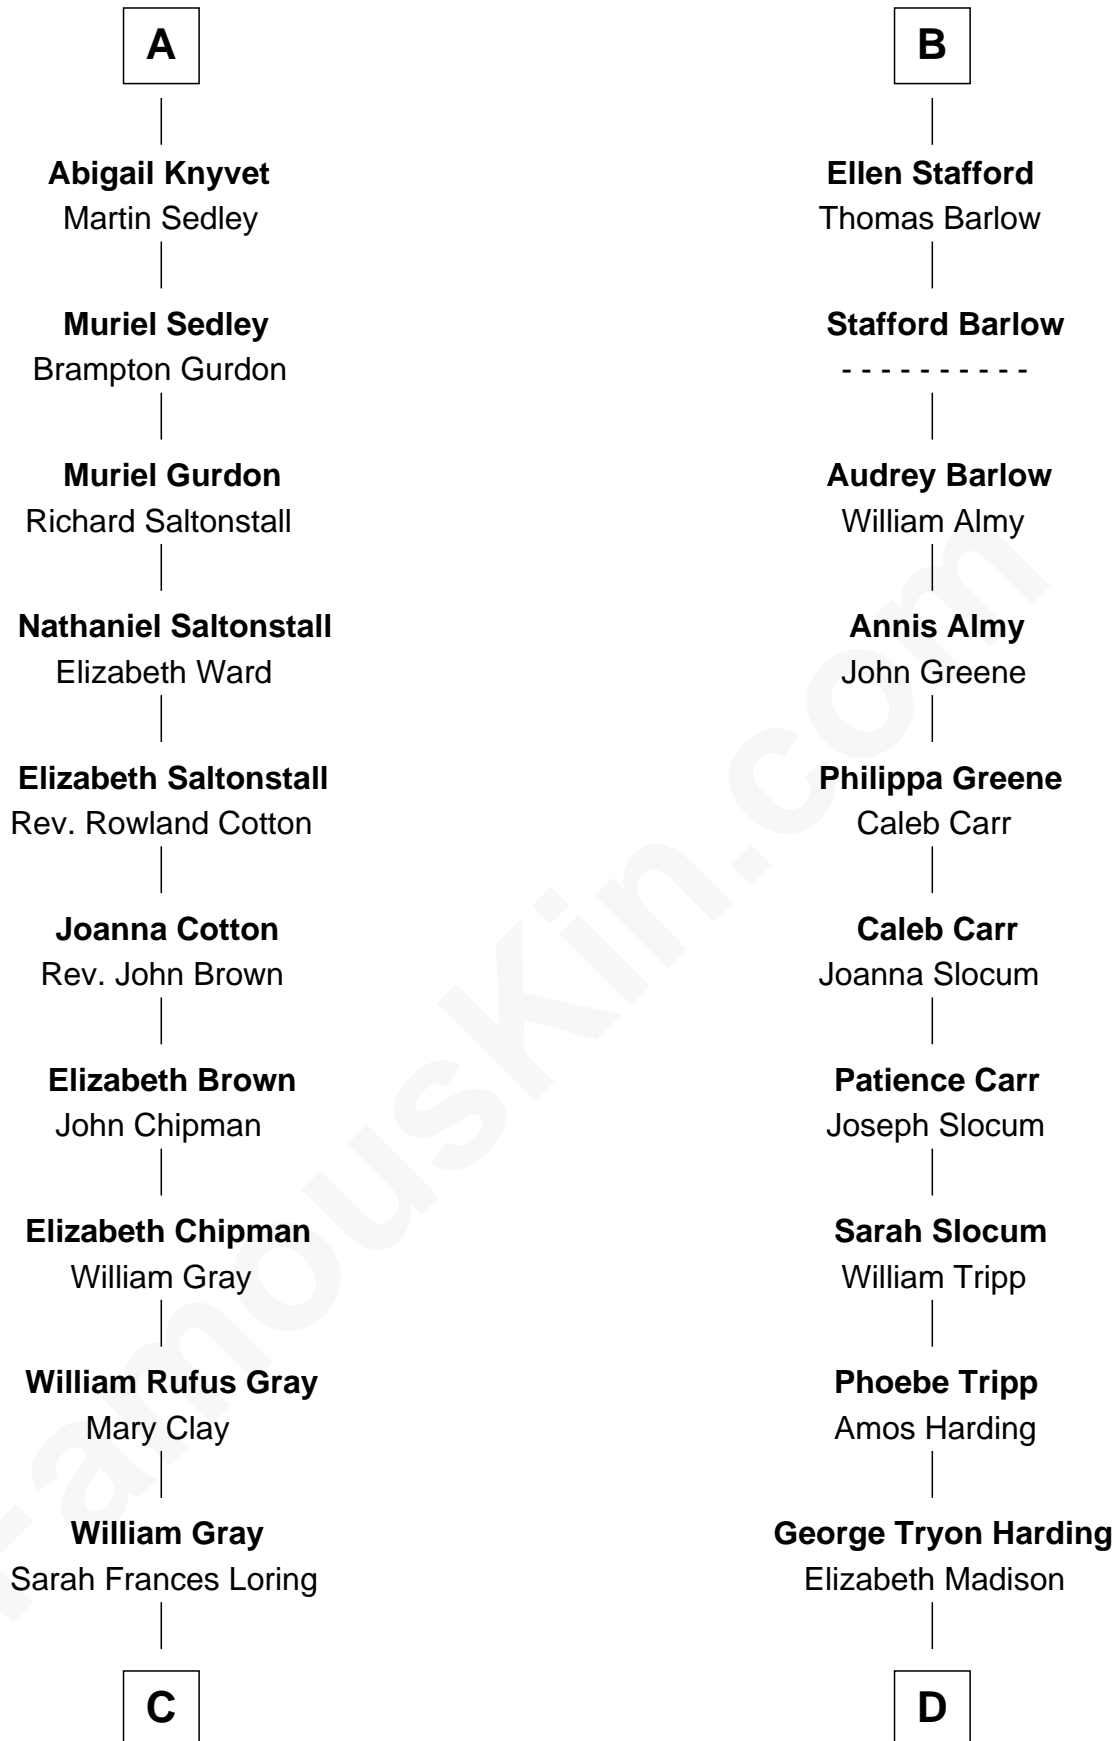 A
Abigail Knyvet
Martin Sedley
Muriel Sedley
Brampton Gurdon
Muriel Gurdon
Richard Saltonstall
Nathaniel Saltonstall
Elizabeth Ward
Elizabeth Saltonstall
Rev. Rowland Cotton
Joanna Cotton
Rev. John Brown
Elizabeth Brown
John Chipman
Elizabeth Chipman
William Gray
William Rufus Gray
Mary Clay
William Gray
Sarah Frances Loring
C
B
Ellen Stafford
Thomas Barlow
Stafford Barlow
- - - - - - - - - -
Audrey Barlow
William Almy
Annis Almy
John Greene
Philippa Greene
Caleb Carr
Caleb Carr
Joanna Slocum
Patience Carr
Joseph Slocum
Sarah Slocum
William Tripp
Phoebe Tripp
Amos Harding
George Tryon Harding
Elizabeth Madison
D
FamousKin.com